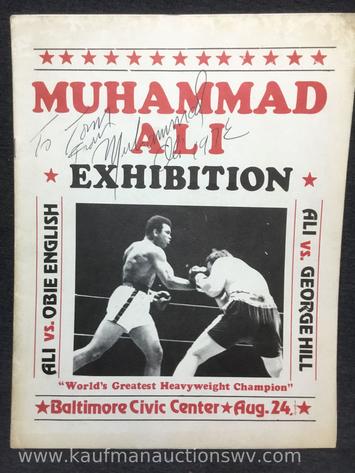 MUHAMMAD
ALI
To Tom
From
Muhammad
Ali
EXHIBITION
ALI vs. OBIE ENGLISH
ALI vs. GEORGE HILL
"World's Greatest Heavyweight Champion"
Baltimore Civic Center Aug. 24
www.kaufmanauctionswv.com